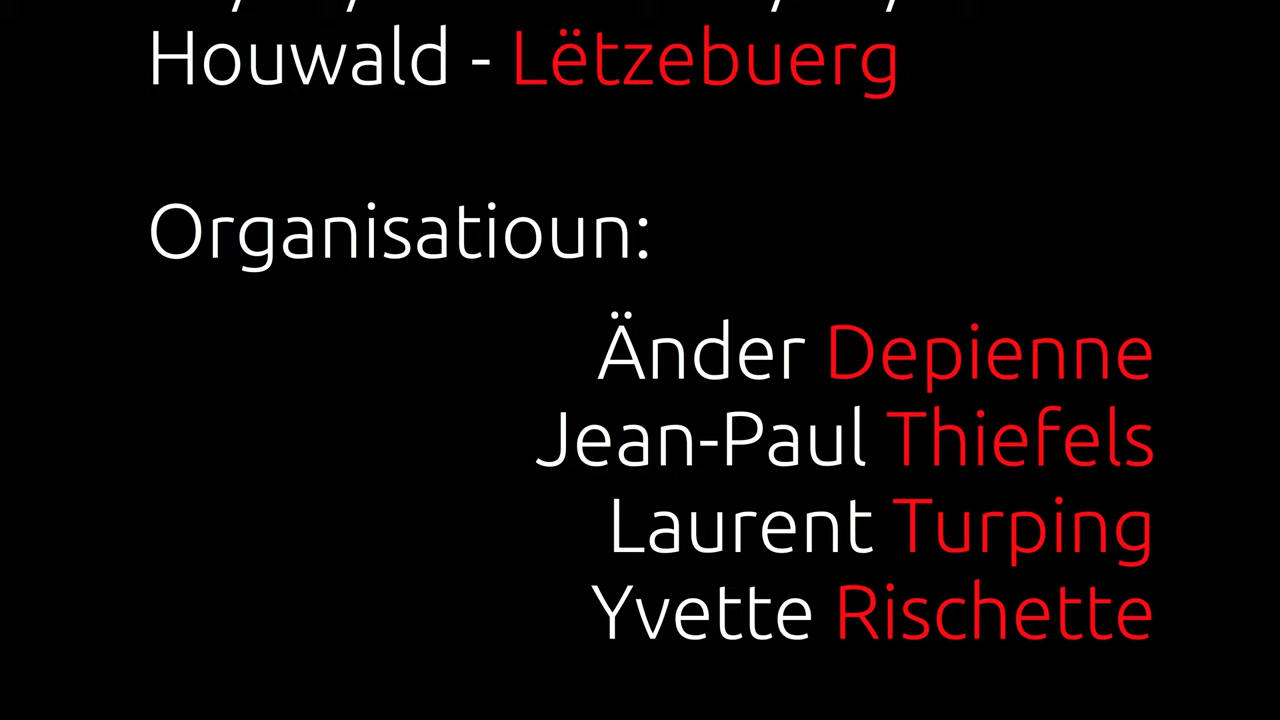 Houwald - Lëtzebuerg
Organisatioun:
Änder Depienne
Jean-Paul Thiefels
Laurent Turping
Yvette Rischette